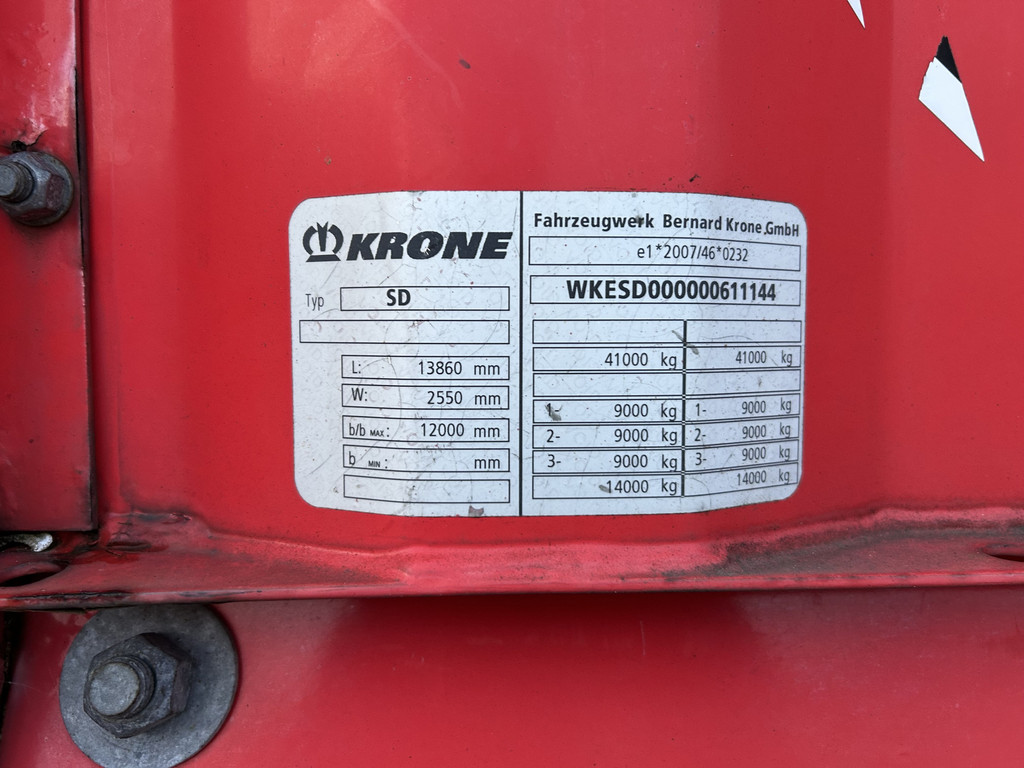 KRONE
Typ SD
L: 13860 mm
W: 2550 mm
b/b MAX: 12000 mm
b MIN: mm
Fahrzeugwerk Bernard Krone GmbH
e1*2007/46*0232
WKESD000000611144
41000 kg 41000 kg
1- 9000 kg 1- 9000 kg
2- 9000 kg 2- 9000 kg
3- 9000 kg 3- 9000 kg
14000 kg 14000 kg